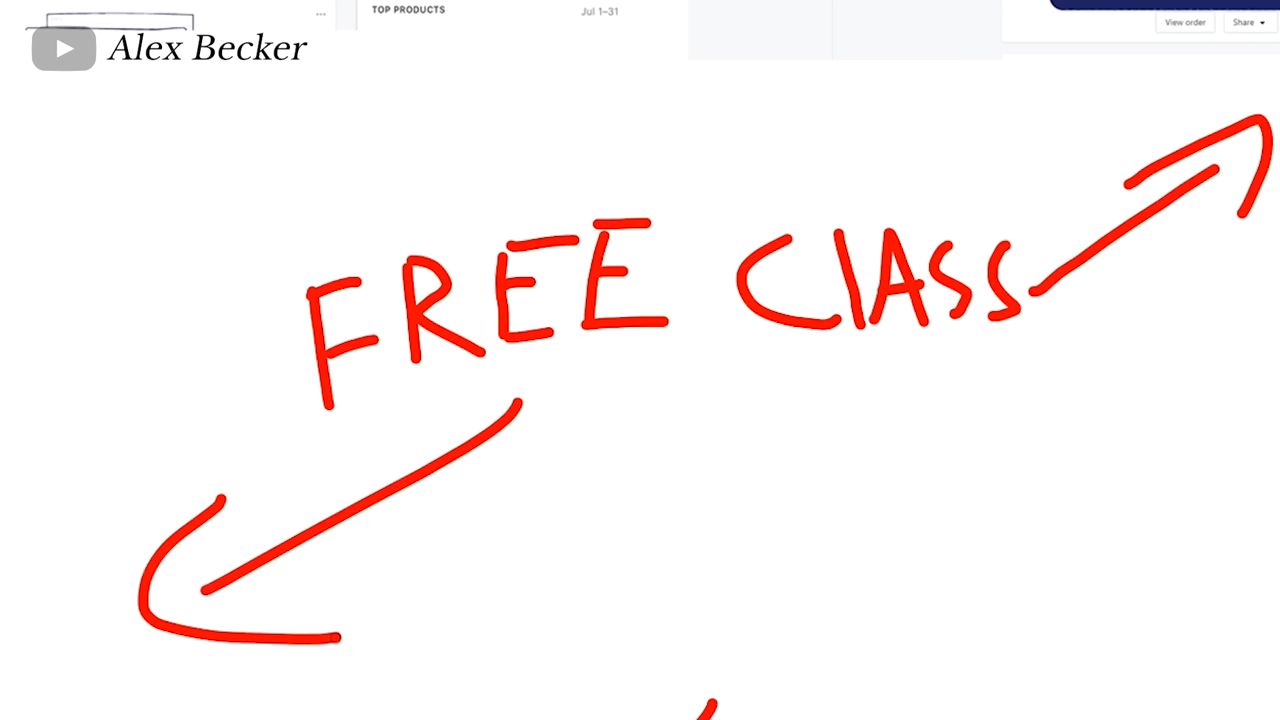 TOP PRODUCTS
Jul 1–31
View order
Share
Alex Becker
FREE ClASS